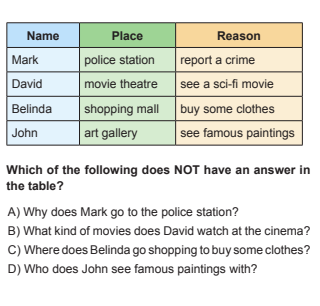 Name Place Reason
Mark police station report a crime
David movie theatre see a sci-fi movie
Belinda shopping mall buy some clothes
John art gallery see famous paintings
Which of the following does NOT have an answer in
the table?
A) Why does Mark go to the police station?
B) What kind of movies does David watch at the cinema?
C) Where does Belinda go shopping to buy some clothes?
D) Who does John see famous paintings with?